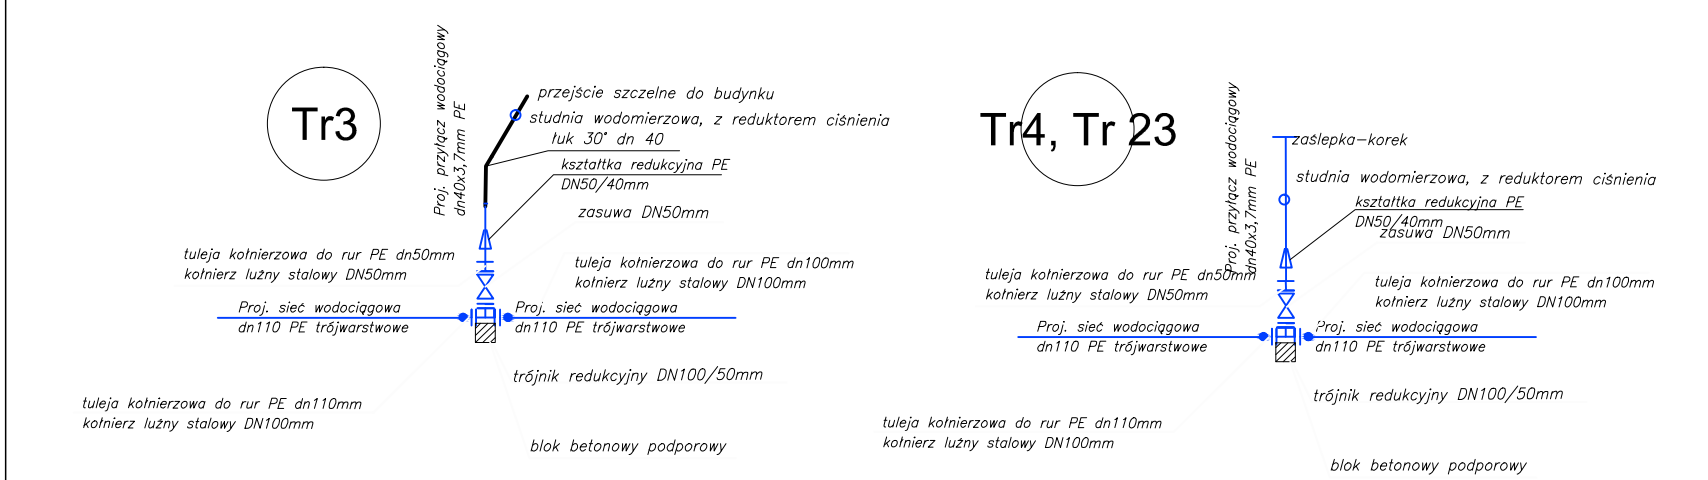 Tr3
Proj. przyłącz wodociągowy
dn40x3,7mm PE
przejście szczelne do budynku
studnia wodomierzowa, z reduktorem ciśnienia
łuk 30° dn 40
kształtka redukcyjna PE
DN50/40mm
zasuwa DN50mm
tuleja kołnierzowa do rur PE dn50mm
kołnierz luźny stalowy DN50mm
tuleja kołnierzowa do rur PE dn100mm
kołnierz luźny stalowy DN100mm
Proj. sieć wodociągowa
dn110 PE trójwarstwowe
Proj. sieć wodociągowa
dn110 PE trójwarstwowe
trójnik redukcyjny DN100/50mm
tuleja kołnierzowa do rur PE dn110mm
kołnierz luźny stalowy DN100mm
blok betonowy podporowy
Tr4, Tr 23
Proj. przyłącz wodociągowy
dn40x3,7mm PE
zaślepka-korek
studnia wodomierzowa, z reduktorem ciśnienia
kształtka redukcyjna PE
DN50/40mm
zasuwa DN50mm
tuleja kołnierzowa do rur PE dn50mm
kołnierz luźny stalowy DN50mm
tuleja kołnierzowa do rur PE dn100mm
kołnierz luźny stalowy DN100mm
Proj. sieć wodociągowa
dn110 PE trójwarstwowe
Proj. sieć wodociągowa
dn110 PE trójwarstwowe
trójnik redukcyjny DN100/50mm
tuleja kołnierzowa do rur PE dn110mm
kołnierz luźny stalowy DN100mm
blok betonowy podporowy